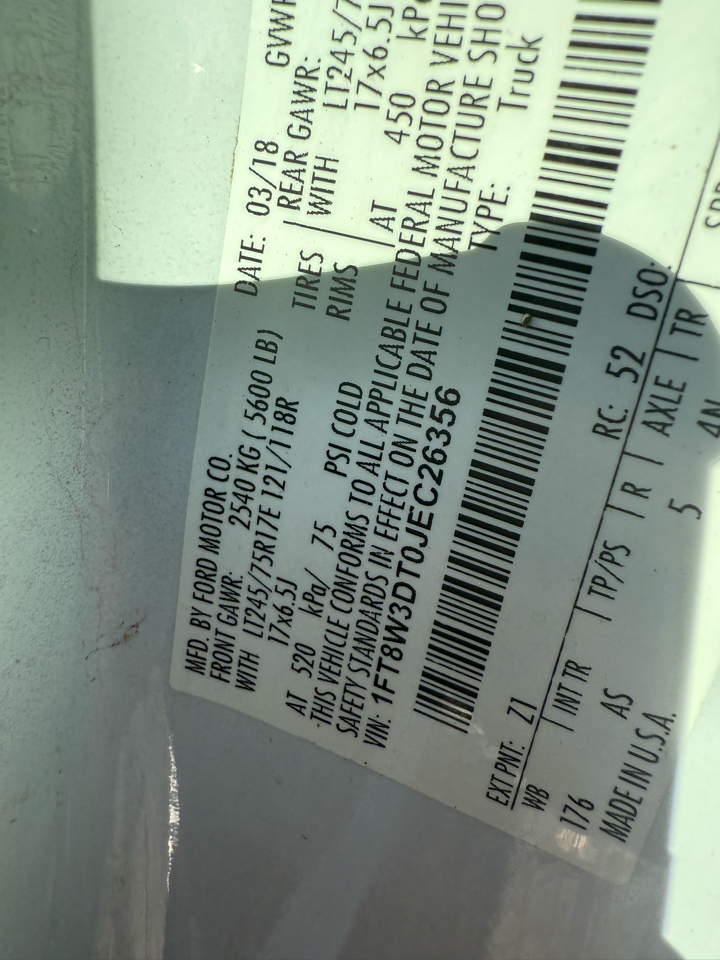 MFD. BY FORD MOTOR CO.
DATE: 03/18 GVWR
FRONT GAWR: 2540 KG ( 5600 LB) REAR GAWR:
WITH LT245/75R17E 121/118R TIRES WITH LT245/7
17x6.5J RIMS 17x6.5J
AT 520 kPa/ 75 PSI COLD AT 450 kPa
THIS VEHICLE CONFORMS TO ALL APPLICABLE FEDERAL MOTOR VEHI
SAFETY STANDARDS IN EFFECT ON THE DATE OF MANUFACTURE SHO
VIN: 1FT8W3DT0JEC26356 TYPE: Truck
EXT PNT: Z1 RC: 52 DSO:
WB INT TR TP/PS R AXLE TR SPR
176 AS 5 4N
MADE IN U.S.A.